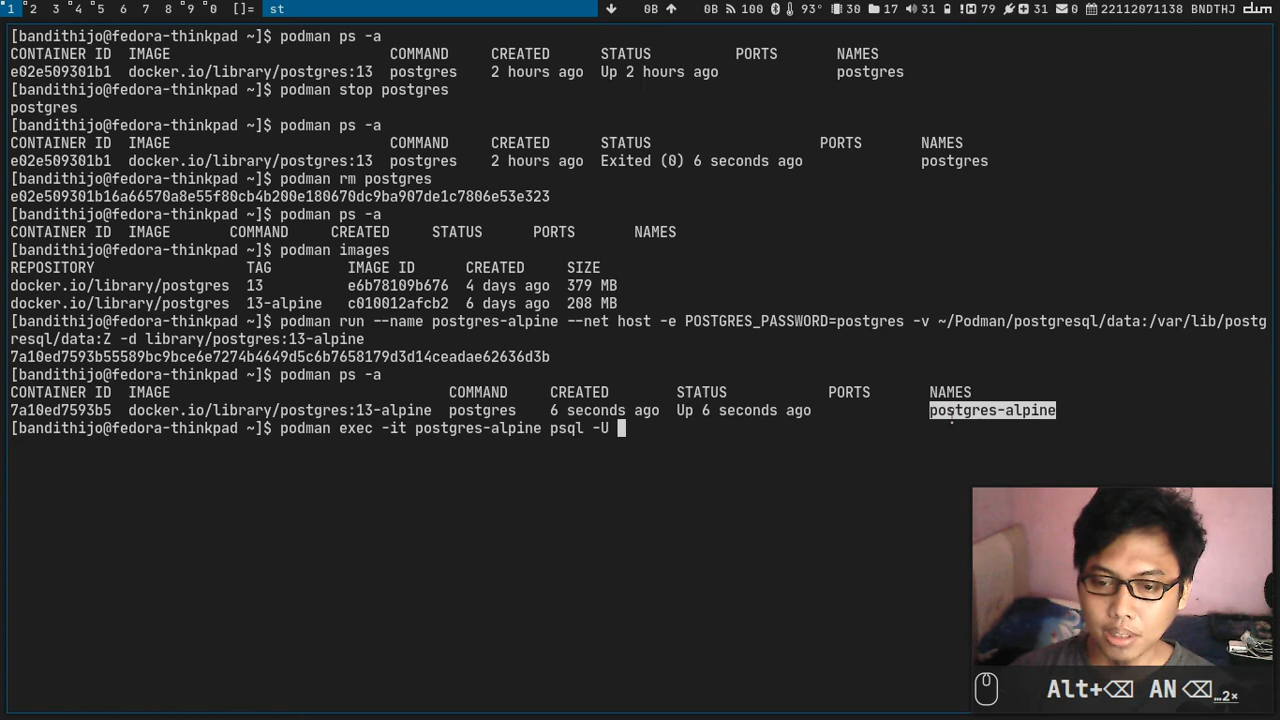 1 2 3 4 5 6 7 8 9 0 []= st 0B 0B 100 93° 30 17 31 79 31 0 22112071138 BNDTHJ dwm
[bandithijo@fedora-thinkpad ~]$ podman ps -a
CONTAINER ID IMAGE COMMAND CREATED STATUS PORTS NAMES
e02e509301b1 docker.io/library/postgres:13 postgres 2 hours ago Up 2 hours ago postgres
[bandithijo@fedora-thinkpad ~]$ podman stop postgres
postgres
[bandithijo@fedora-thinkpad ~]$ podman ps -a
CONTAINER ID IMAGE COMMAND CREATED STATUS PORTS NAMES
e02e509301b1 docker.io/library/postgres:13 postgres 2 hours ago Exited (0) 6 seconds ago postgres
[bandithijo@fedora-thinkpad ~]$ podman rm postgres
e02e509301b16a66570a8e55f80cb4b200e180670dc9ba907de1c7806e53e323
[bandithijo@fedora-thinkpad ~]$ podman ps -a
CONTAINER ID IMAGE COMMAND CREATED STATUS PORTS NAMES
[bandithijo@fedora-thinkpad ~]$ podman images
REPOSITORY TAG IMAGE ID CREATED SIZE
docker.io/library/postgres 13 e6b78109b676 4 days ago 379 MB
docker.io/library/postgres 13-alpine c010012afcb2 6 days ago 208 MB
[bandithijo@fedora-thinkpad ~]$ podman run --name postgres-alpine --net host -e POSTGRES_PASSWORD=postgres -v ~/Podman/postgresql/data:/var/lib/postg
resql/data:Z -d library/postgres:13-alpine
7a10ed7593b55589bc9bce6e7274b4649d5c6b7658179d3d14ceadae62636d3b
[bandithijo@fedora-thinkpad ~]$ podman ps -a
CONTAINER ID IMAGE COMMAND CREATED STATUS PORTS NAMES
7a10ed7593b5 docker.io/library/postgres:13-alpine postgres 6 seconds ago Up 6 seconds ago postgres-alpine
[bandithijo@fedora-thinkpad ~]$ podman exec -it postgres-alpine psql -U
Alt+⌫ AN⌫…2×